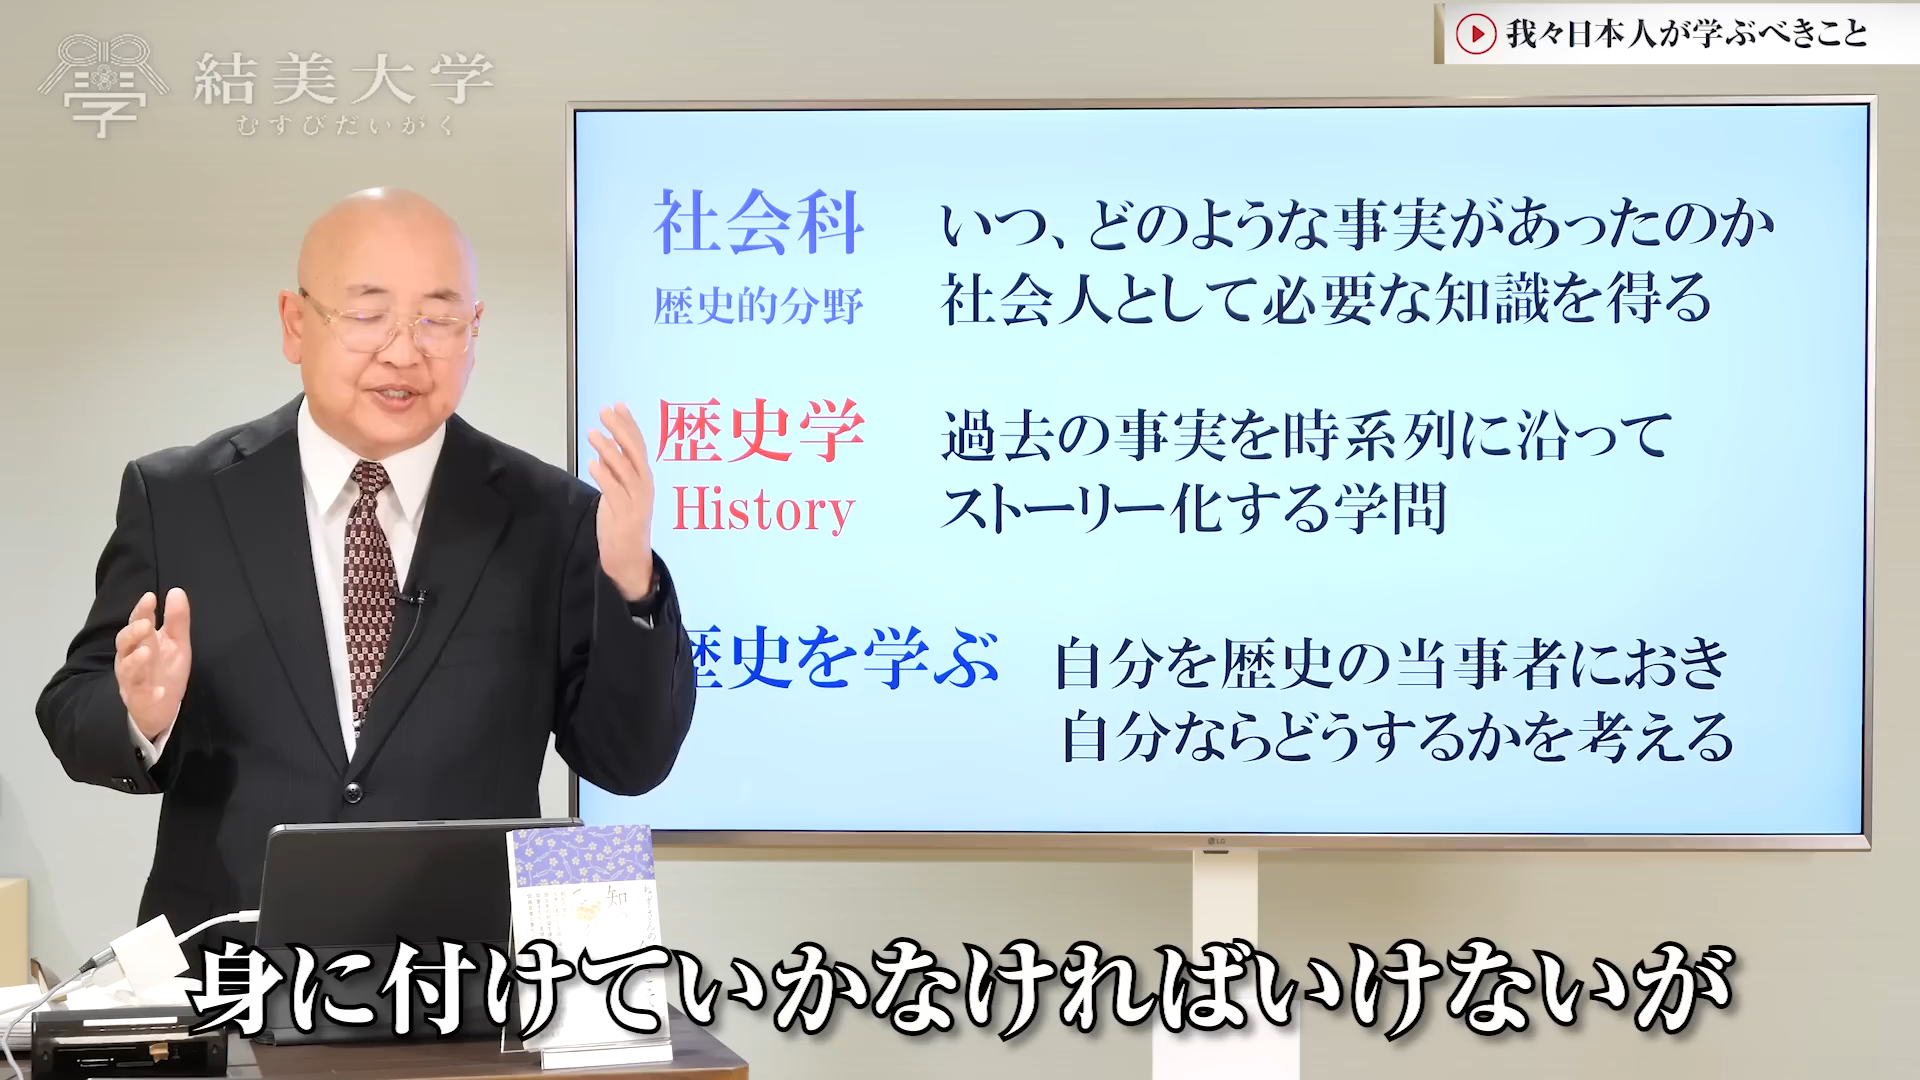 我々日本人が学ぶべきこと
結美大学
むすびだいがく
社会科
歴史的分野
いつ、どのような事実があったのか
社会人として必要な知識を得る
歴史学
History
過去の事実を時系列に沿って
ストーリー化する学問
歴史を学ぶ
自分を歴史の当事者におき
自分ならどうするかを考える
LG
身に付けていかなければいけないが